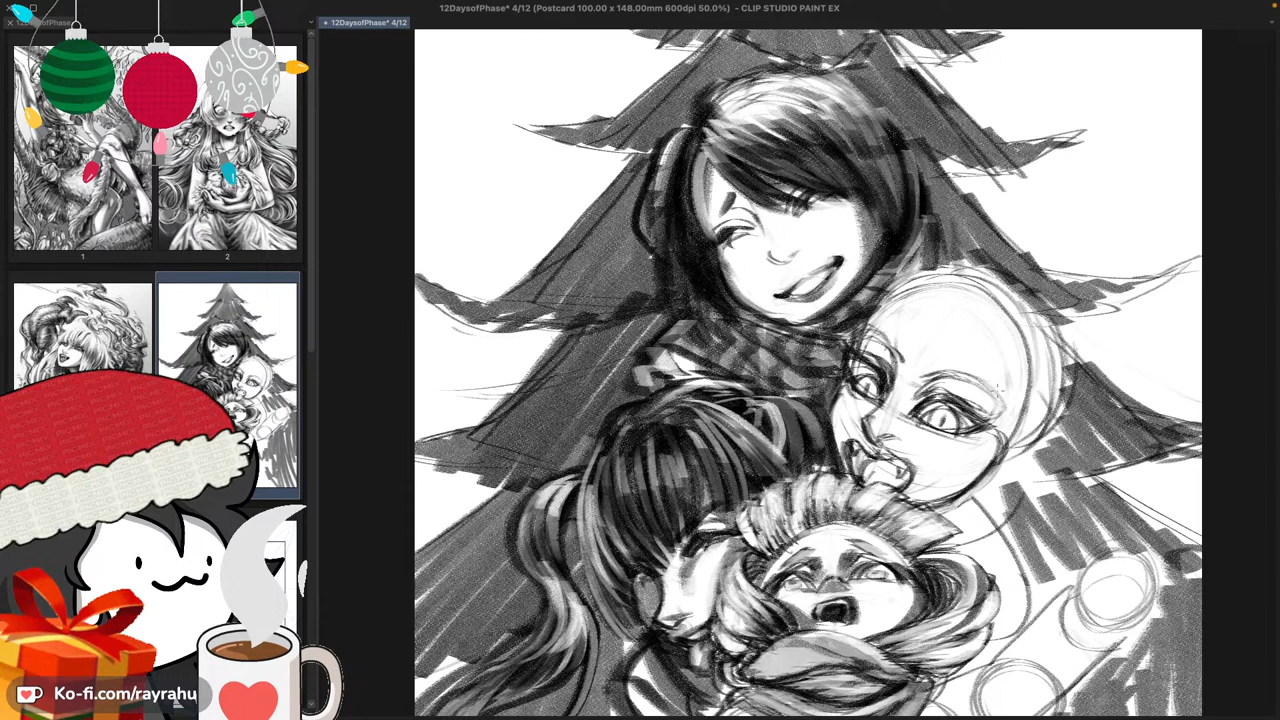 12DaysofPhase* 4/12 (Postcard 100.00 x 148.00mm 600dpi 50.0%) - CLIP STUDIO PAINT EX
12DaysofPhase
12DaysofPhase* 4/12
1
2
Ko-fi.com/rayrahu